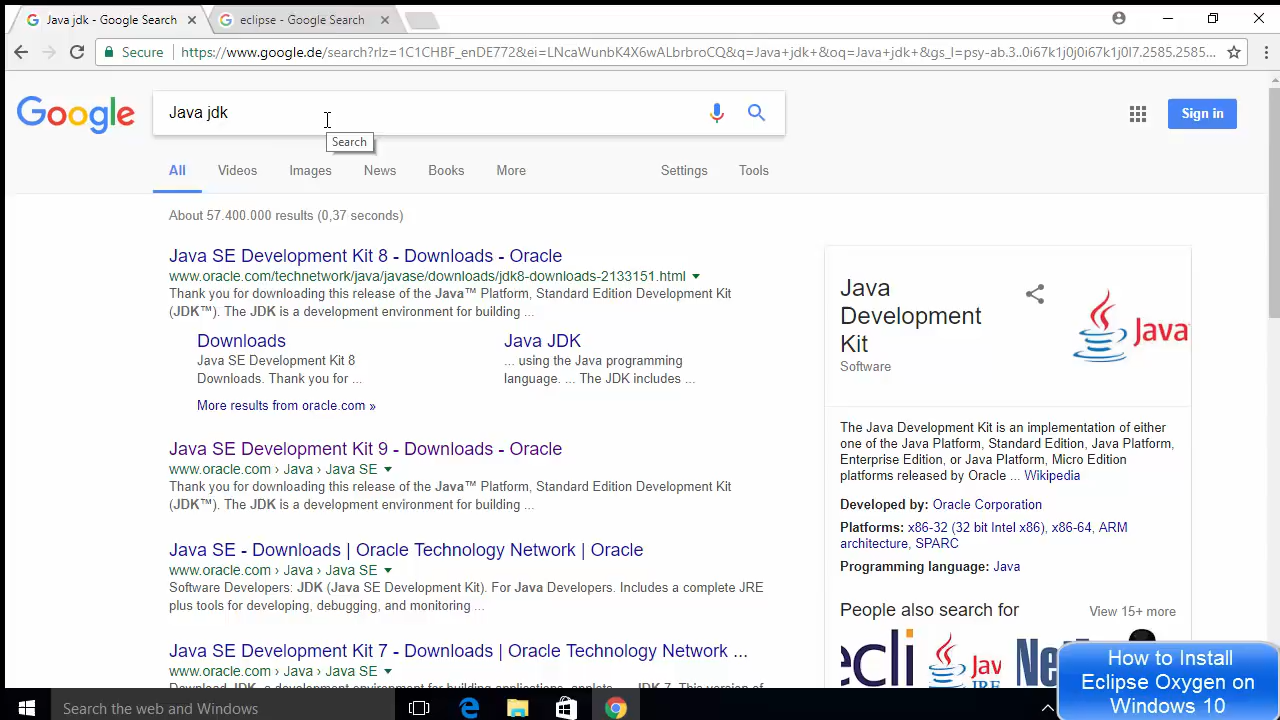 Java jdk - Google Search
eclipse - Google Search
Secure
https://www.google.de/search?rlz=1C1CHBF_enDE772&ei=LNcaWunbK4X6wALbrbroCQ&q=Java+jdk+&oq=Java+jdk+&gs_l=psy-ab.3..0i67k1j0j0i67k1j0l7.2585.2585...
Google
Java jdk
Search
Sign in
All
Videos
Images
News
Books
More
Settings
Tools
About 57.400.000 results (0,37 seconds)
Java SE Development Kit 8 - Downloads - Oracle
www.oracle.com/technetwork/java/javase/downloads/jdk8-downloads-2133151.html
Thank you for downloading this release of the Java™ Platform, Standard Edition Development Kit
(JDK™). The JDK is a development environment for building ...
Downloads
Java SE Development Kit 8
Downloads. Thank you for ...
Java JDK
... using the Java programming
language. ... The JDK includes ...
More results from oracle.com »
Java SE Development Kit 9 - Downloads - Oracle
www.oracle.com › Java › Java SE
Thank you for downloading this release of the Java™ Platform, Standard Edition Development Kit
(JDK™). The JDK is a development environment for building ...
Java SE - Downloads | Oracle Technology Network | Oracle
www.oracle.com › Java › Java SE
Software Developers: JDK (Java SE Development Kit). For Java Developers. Includes a complete JRE
plus tools for developing, debugging, and monitoring ...
Java SE Development Kit 7 - Downloads | Oracle Technology Network ...
www.oracle.com › Java › Java SE
Java
Development
Kit
Software
Java
The Java Development Kit is an implementation of either
one of the Java Platform, Standard Edition, Java Platform,
Enterprise Edition, or Java Platform, Micro Edition
platforms released by Oracle ... Wikipedia
Developed by: Oracle Corporation
Platforms: x86-32 (32 bit Intel x86), x86-64, ARM
architecture, SPARC
Programming language: Java
People also search for
View 15+ more
ecli
Jav
JRE
Ne
How to Install
Eclipse Oxygen on
Windows 10
Search the web and Windows